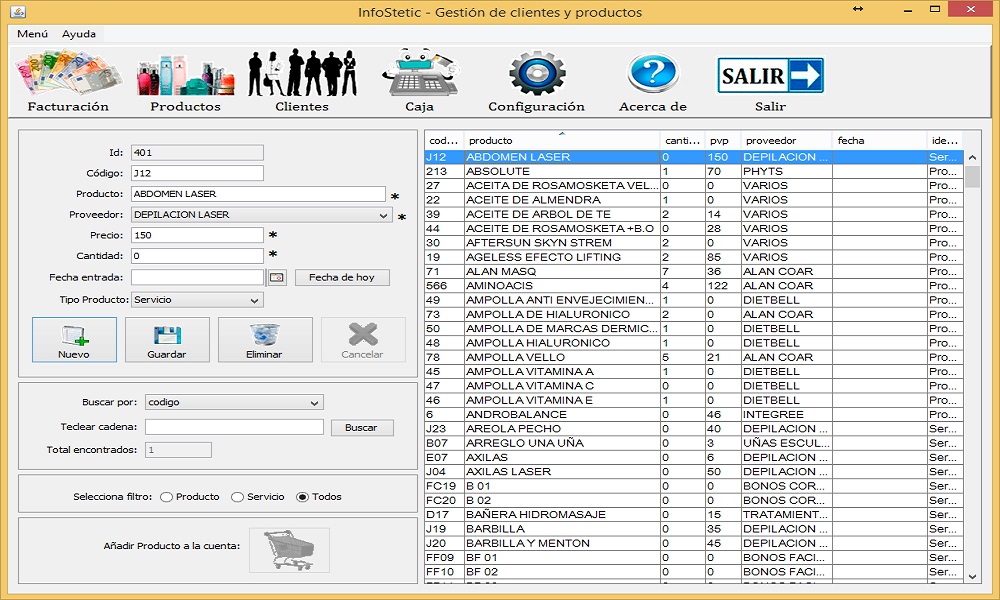 InfoStetic - Gestión de clientes y productos
Menú Ayuda
Facturación Productos Clientes Caja Configuración Acerca de Salir
SALIR
Id: 401
Código: J12
Producto: ABDOMEN LASER *
Proveedor: DEPILACION LASER *
Precio: 150 *
Cantidad: 0 *
Fecha entrada: Fecha de hoy
Tipo Producto: Servicio
Nuevo Guardar Eliminar Cancelar
Buscar por: codigo
Teclear cadena: Buscar
Total encontrados: 1
Selecciona filtro: Producto Servicio Todos
Añadir Producto a la cuenta:
cod... producto canti... pvp proveedor fecha ide...
J12 ABDOMEN LASER 0 150 DEPILACION ... Ser...
213 ABSOLUTE 1 70 PHYTS Pro...
27 ACEITA DE ROSAMOSKETA VEL... 0 0 VARIOS Pro...
22 ACEITE DE ALMENDRA 1 0 VARIOS Pro...
39 ACEITE DE ARBOL DE TE 2 14 VARIOS Pro...
44 ACEITE DE ROSAMOSKETA +B.O 0 28 VARIOS Pro...
30 AFTERSUN SKYN STREM 2 0 VARIOS Pro...
19 AGELESS EFECTO LIFTING 2 85 VARIOS Pro...
71 ALAN MASQ 7 36 ALAN COAR Pro...
566 AMINOACIS 4 122 ALAN COAR Pro...
49 AMPOLLA ANTI ENVEJECIMIEN... 1 0 DIETBELL Pro...
73 AMPOLLA DE HIALURONICO 2 0 ALAN COAR Pro...
50 AMPOLLA DE MARCAS DERMIC... 1 0 DIETBELL Pro...
48 AMPOLLA HIALURONICO 1 0 DIETBELL Pro...
78 AMPOLLA VELLO 5 21 ALAN COAR Pro...
45 AMPOLLA VITAMINA A 1 0 DIETBELL Pro...
47 AMPOLLA VITAMINA C 0 0 DIETBELL Pro...
46 AMPOLLA VITAMINA E 1 0 DIETBELL Pro...
6 ANDROBALANCE 0 46 INTEGREE Pro...
J23 AREOLA PECHO 0 40 DEPILACION ... Ser...
B07 ARREGLO UNA UÑA 0 3 UÑAS ESCUL... Ser...
E07 AXILAS 0 6 DEPILACION ... Ser...
J04 AXILAS LASER 0 50 DEPILACION ... Ser...
FC19 B 01 0 0 BONOS COR... Ser...
FC20 B 02 0 0 BONOS COR... Ser...
D17 BAÑERA HIDROMASAJE 0 15 TRATAMIENT... Ser...
J19 BARBILLA 0 35 DEPILACION ... Ser...
J20 BARBILLA Y MENTON 0 45 DEPILACION ... Ser...
FF09 BF 01 0 0 BONOS FACI... Ser...
FF10 BF 02 0 0 BONOS FACI... Ser...